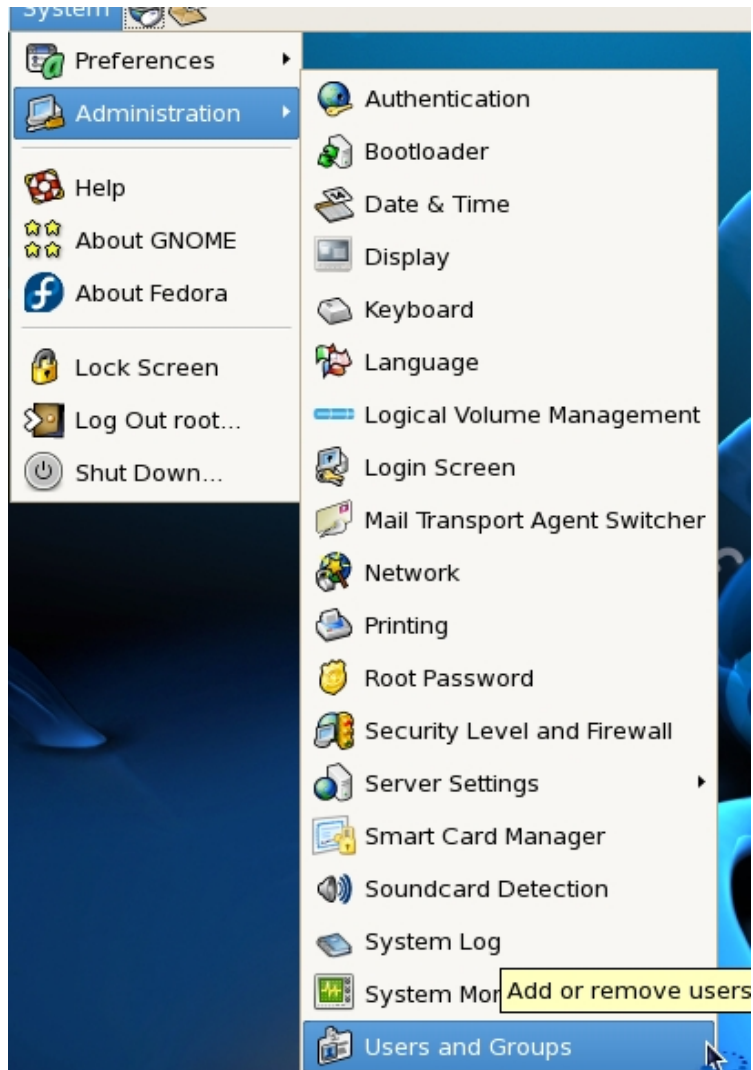 System
Preferences
Administration
Help
About GNOME
About Fedora
Lock Screen
Log Out root...
Shut Down...
Authentication
Bootloader
Date & Time
Display
Keyboard
Language
Logical Volume Management
Login Screen
Mail Transport Agent Switcher
Network
Printing
Root Password
Security Level and Firewall
Server Settings
Smart Card Manager
Soundcard Detection
System Log
System Mor
Add or remove users
Users and Groups